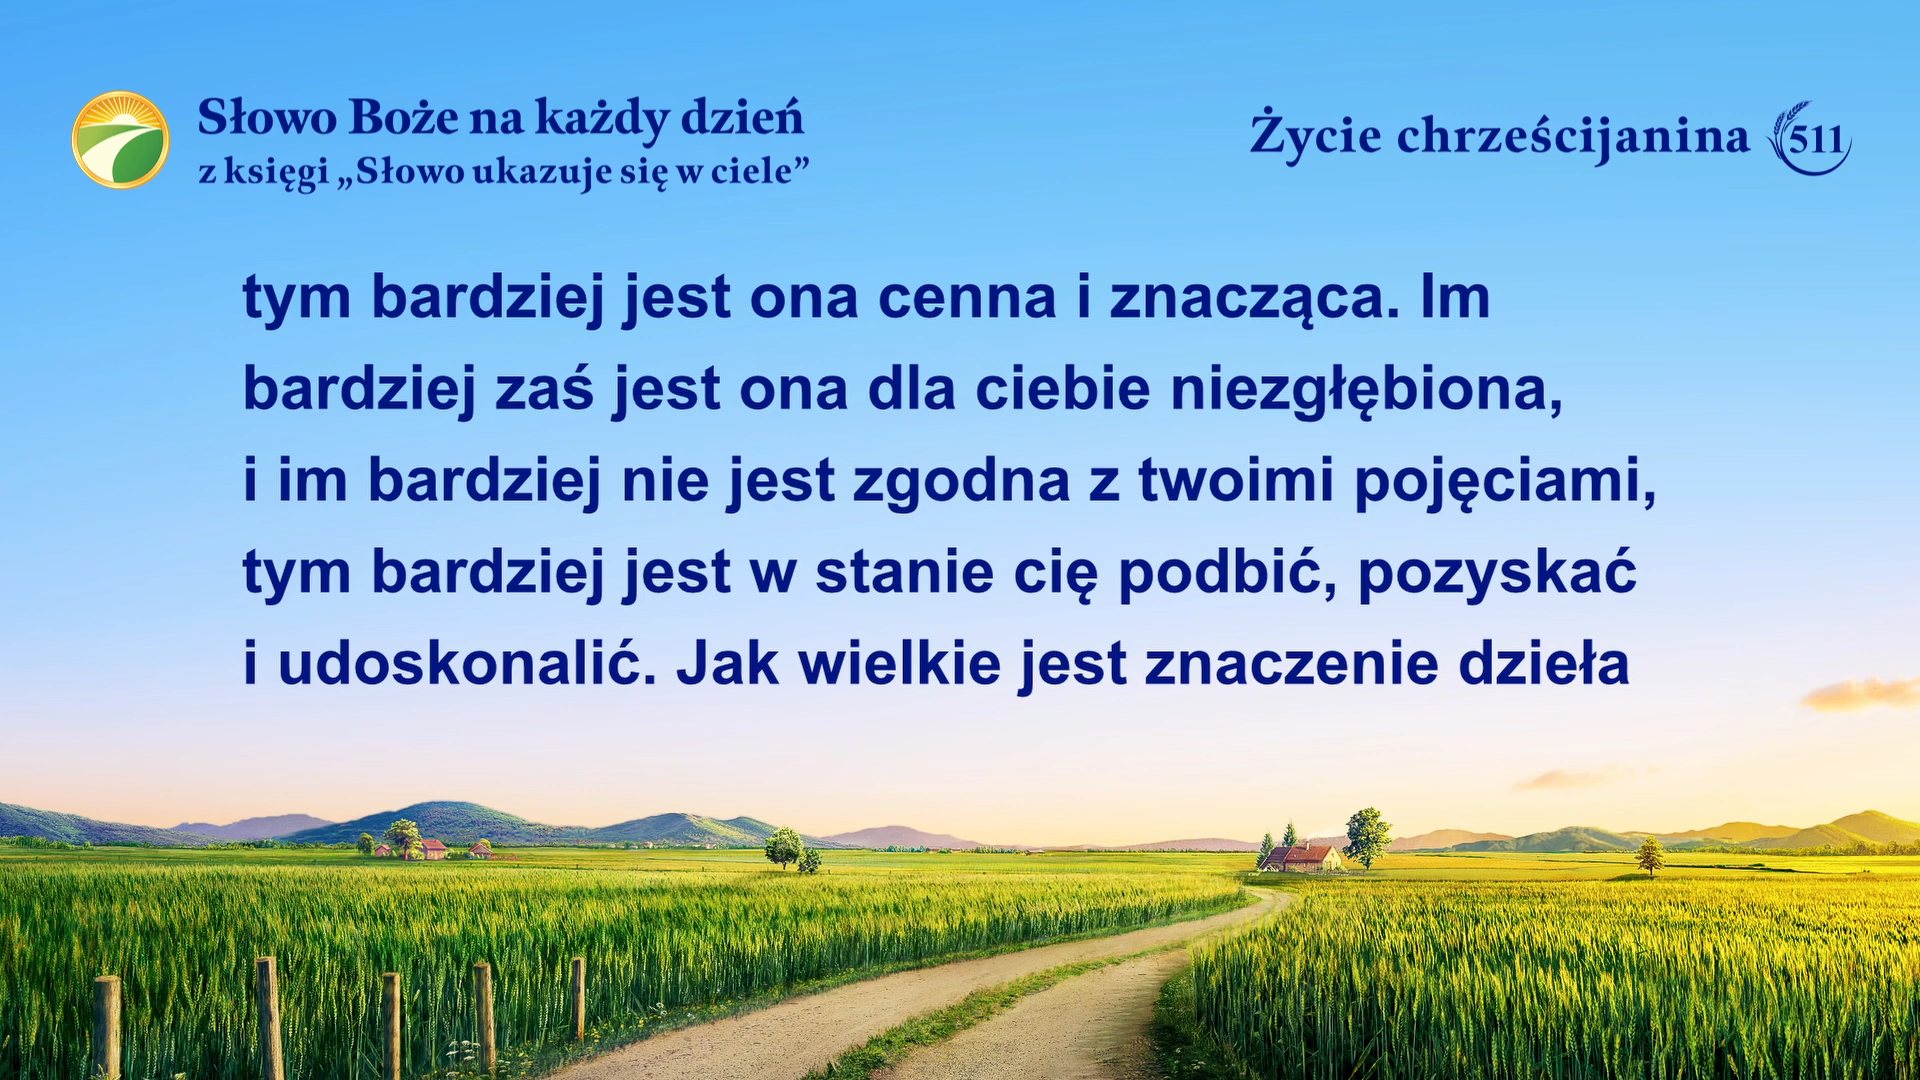 Słowo Boże na każdy dzień
z księgi „Słowo ukazuje się w ciele”
Życie chrześcijanina 511
tym bardziej jest ona cenna i znacząca. Im
bardziej zaś jest ona dla ciebie niezgłębiona,
i im bardziej nie jest zgodna z twoimi pojęciami,
tym bardziej jest w stanie cię podbić, pozyskać
i udoskonalić. Jak wielkie jest znaczenie dzieła